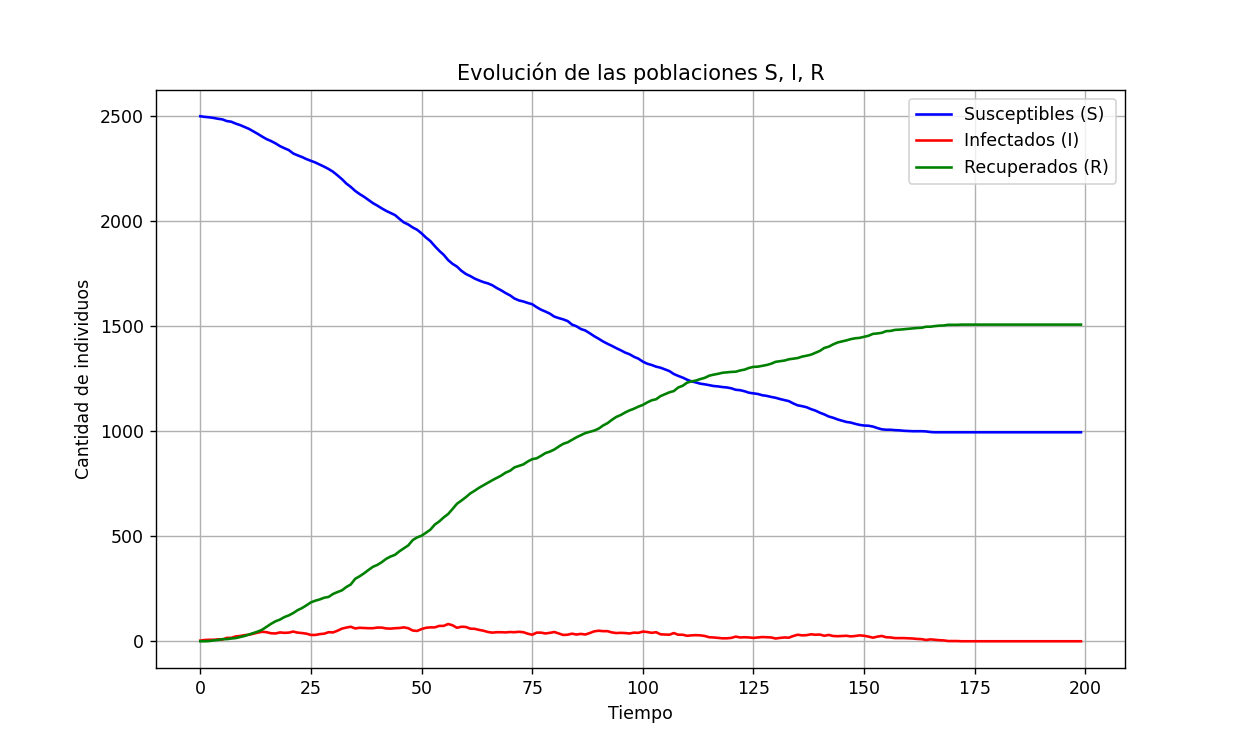 Evolución de las poblaciones S, I, R
Susceptibles (S)
Infectados (I)
Recuperados (R)
Cantidad de individuos
2500
2000
1500
1000
500
0
0 25 50 75 100 125 150 175 200
Tiempo